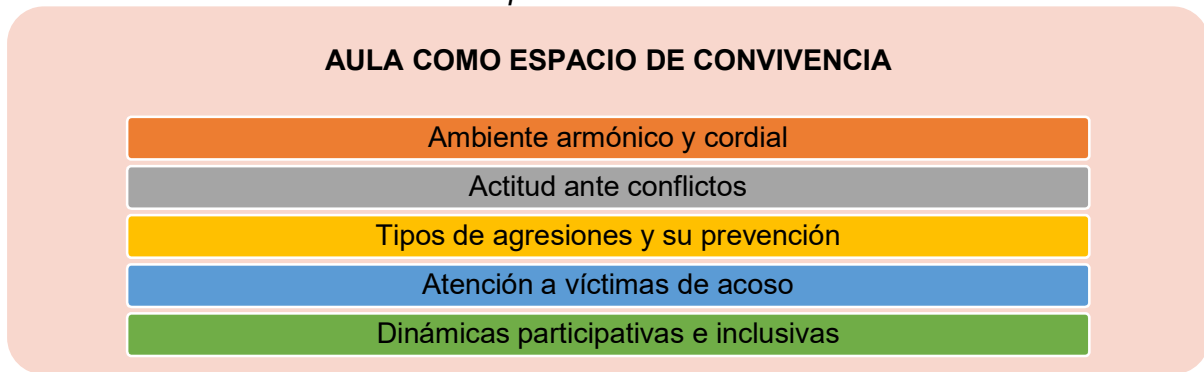 AULA COMO ESPACIO DE CONVIVENCIA
Ambiente armónico y cordial
Actitud ante conflictos
Tipos de agresiones y su prevención
Atención a víctimas de acoso
Dinámicas participativas e inclusivas